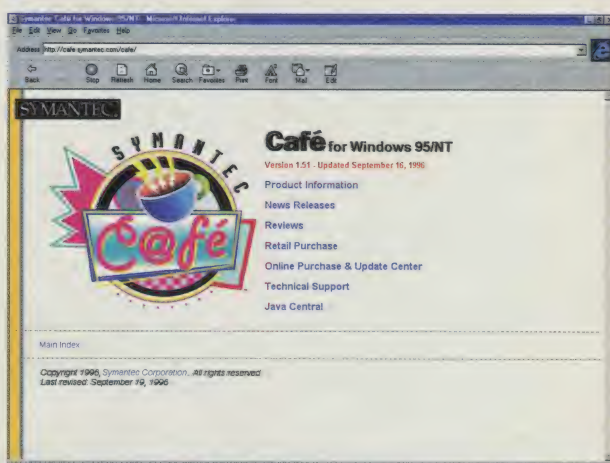 Symantec Café for Windows 95/NT - Microsoft Internet Explorer
File Edit View Go Favorites Help
Address http://cafe.symantec.com/cafe/
Back Stop Refresh Home Search Favorites Print Font Mail Edit
SYMANTEC.
SYMANTEC
C@fé
Café for Windows 95/NT
Version 1.51 - Updated September 16, 1996
Product Information
News Releases
Reviews
Retail Purchase
Online Purchase & Update Center
Technical Support
Java Central
Main Index
Copyright 1996, Symantec Corporation. All rights reserved
Last revised: September 19, 1996